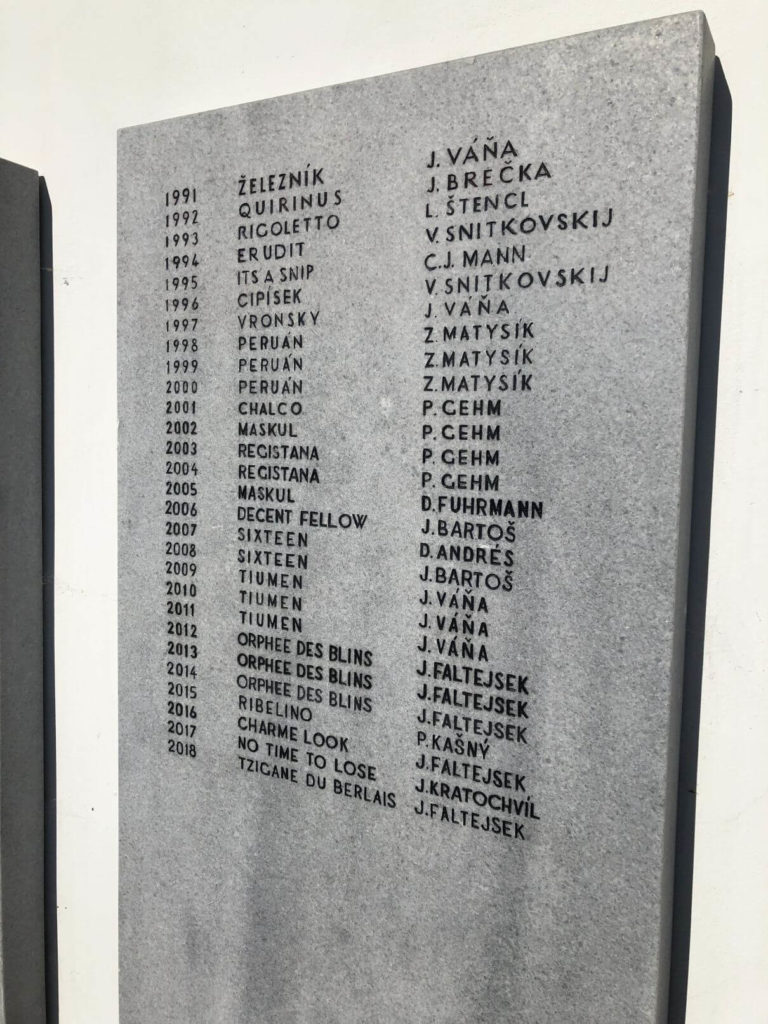 1991 ŽELEZNÍK J. VÁŇA
1992 QUIRINUS J. BREČKA
1993 RIGOLETTO L. ŠTENCL
1994 ERUDIT V. SNITKOVSKIJ
1995 ITS A SNIP C.J. MANN
1996 CIPÍSEK V. SNITKOVSKIJ
1997 VRONSKY J. VÁŇA
1998 PERUÁN Z. MATYSÍK
1999 PERUÁN Z. MATYSÍK
2000 PERUÁN Z. MATYSÍK
2001 CHALCO P. GEHM
2002 MASKUL P. GEHM
2003 REGISTANA P. GEHM
2004 REGISTANA P. GEHM
2005 MASKUL D. FUHRMANN
2006 DECENT FELLOW J. BARTOŠ
2007 SIXTEEN D. ANDRÉS
2008 SIXTEEN J. BARTOŠ
2009 TIUMEN J. VÁŇA
2010 TIUMEN J. VÁŇA
2011 TIUMEN J. VÁŇA
2012 ORPHEE DES BLINS J. FALTEJSEK
2013 ORPHEE DES BLINS J. FALTEJSEK
2014 ORPHEE DES BLINS J. FALTEJSEK
2015 RIBELINO P. KAŠNÝ
2016 CHARME LOOK J. FALTEJSEK
2017 NO TIME TO LOSE J. KRATOCHVÍL
2018 TZIGANE DU BERLAIS J. FALTEJSEK